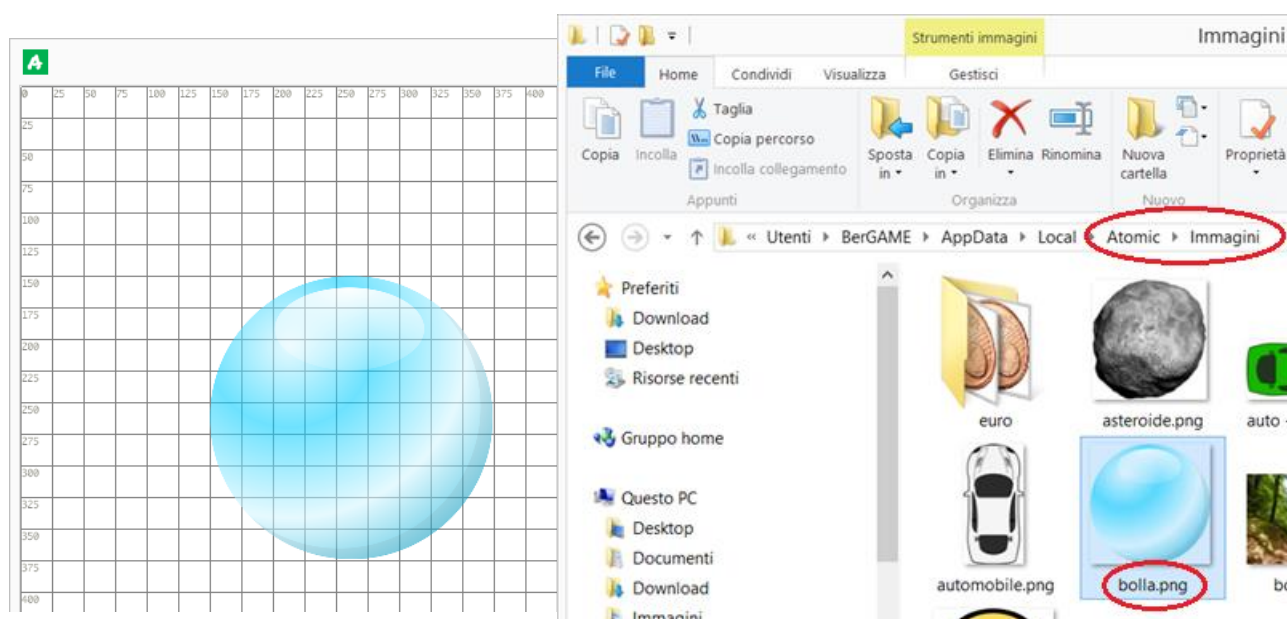 A
0 25 50 75 100 125 150 175 200 225 250 275 300 325 350 375 400
25
50
75
100
125
150
175
200
225
250
275
300
325
350
375
400
Strumenti immagini
Immagini
File Home Condividi Visualizza Gestisci
Copia
Incolla
Taglia
Copia percorso
Incolla collegamento
Appunti
Sposta in
Copia in
Elimina
Rinomina
Organizza
Nuova cartella
Nuovo
Proprietà
« Utenti BerGAME AppData Local Atomic Immagini
Preferiti
Download
Desktop
Risorse recenti
Gruppo home
Questo PC
Desktop
Documenti
Download
Immagini
euro
asteroide.png
auto
automobile.png
bolla.png